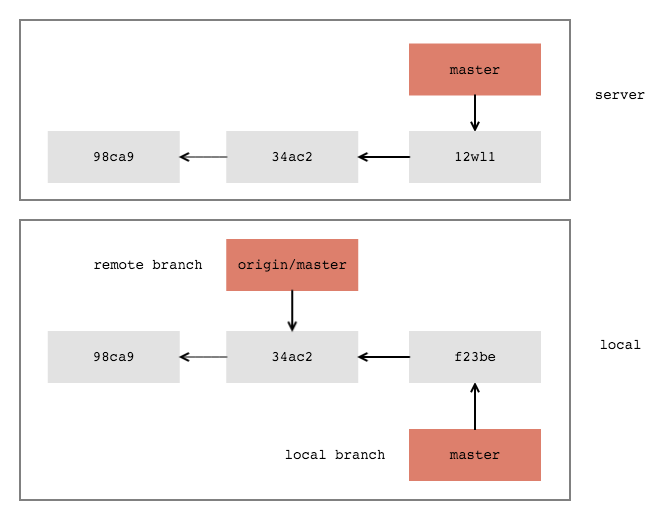 master
server
98ca9
34ac2
12wl1
remote branch
origin/master
98ca9
34ac2
f23be
local
local branch
master